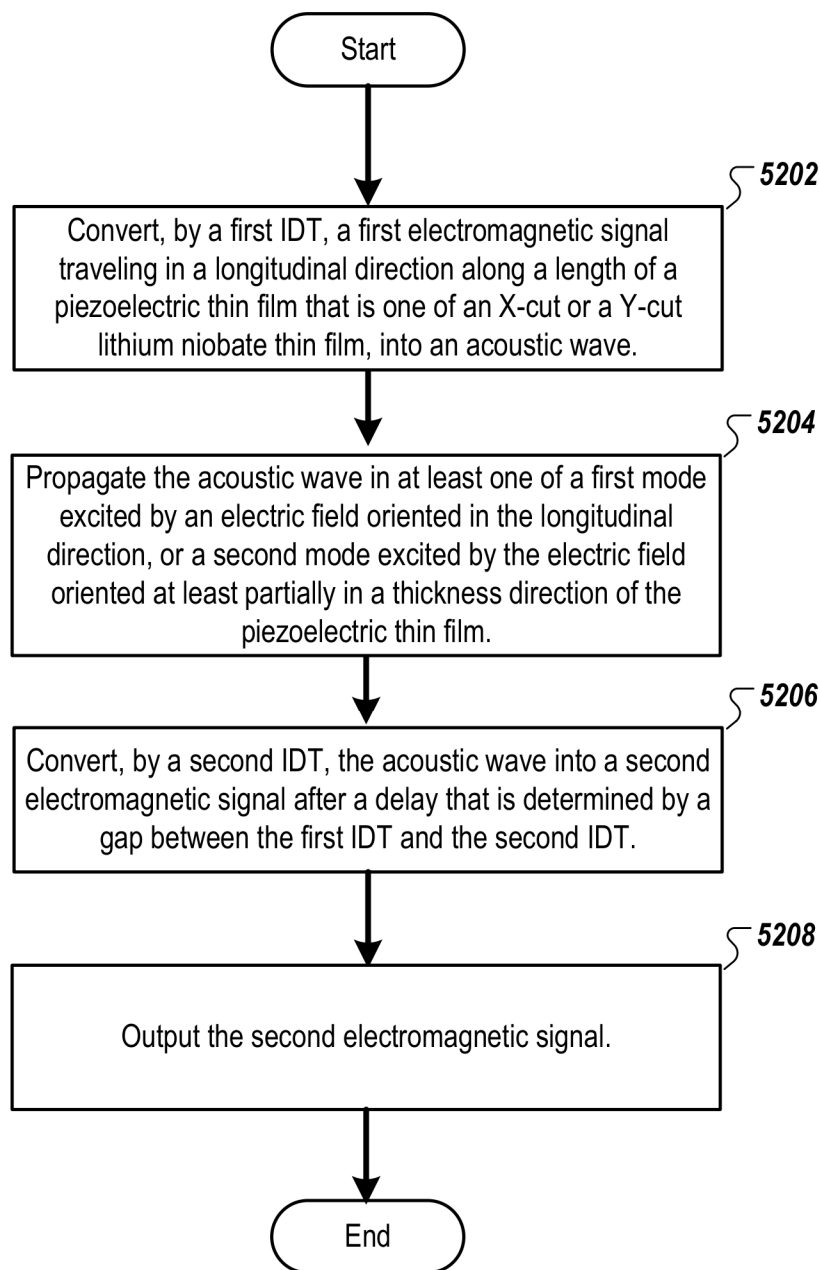 Start
5202
Convert, by a first IDT, a first electromagnetic signal
traveling in a longitudinal direction along a length of a
piezoelectric thin film that is one of an X-cut or a Y-cut
lithium niobate thin film, into an acoustic wave.
5204
Propagate the acoustic wave in at least one of a first mode
excited by an electric field oriented in the longitudinal
direction, or a second mode excited by the electric field
oriented at least partially in a thickness direction of the
piezoelectric thin film.
5206
Convert, by a second IDT, the acoustic wave into a second
electromagnetic signal after a delay that is determined by a
gap between the first IDT and the second IDT.
5208
Output the second electromagnetic signal.
End